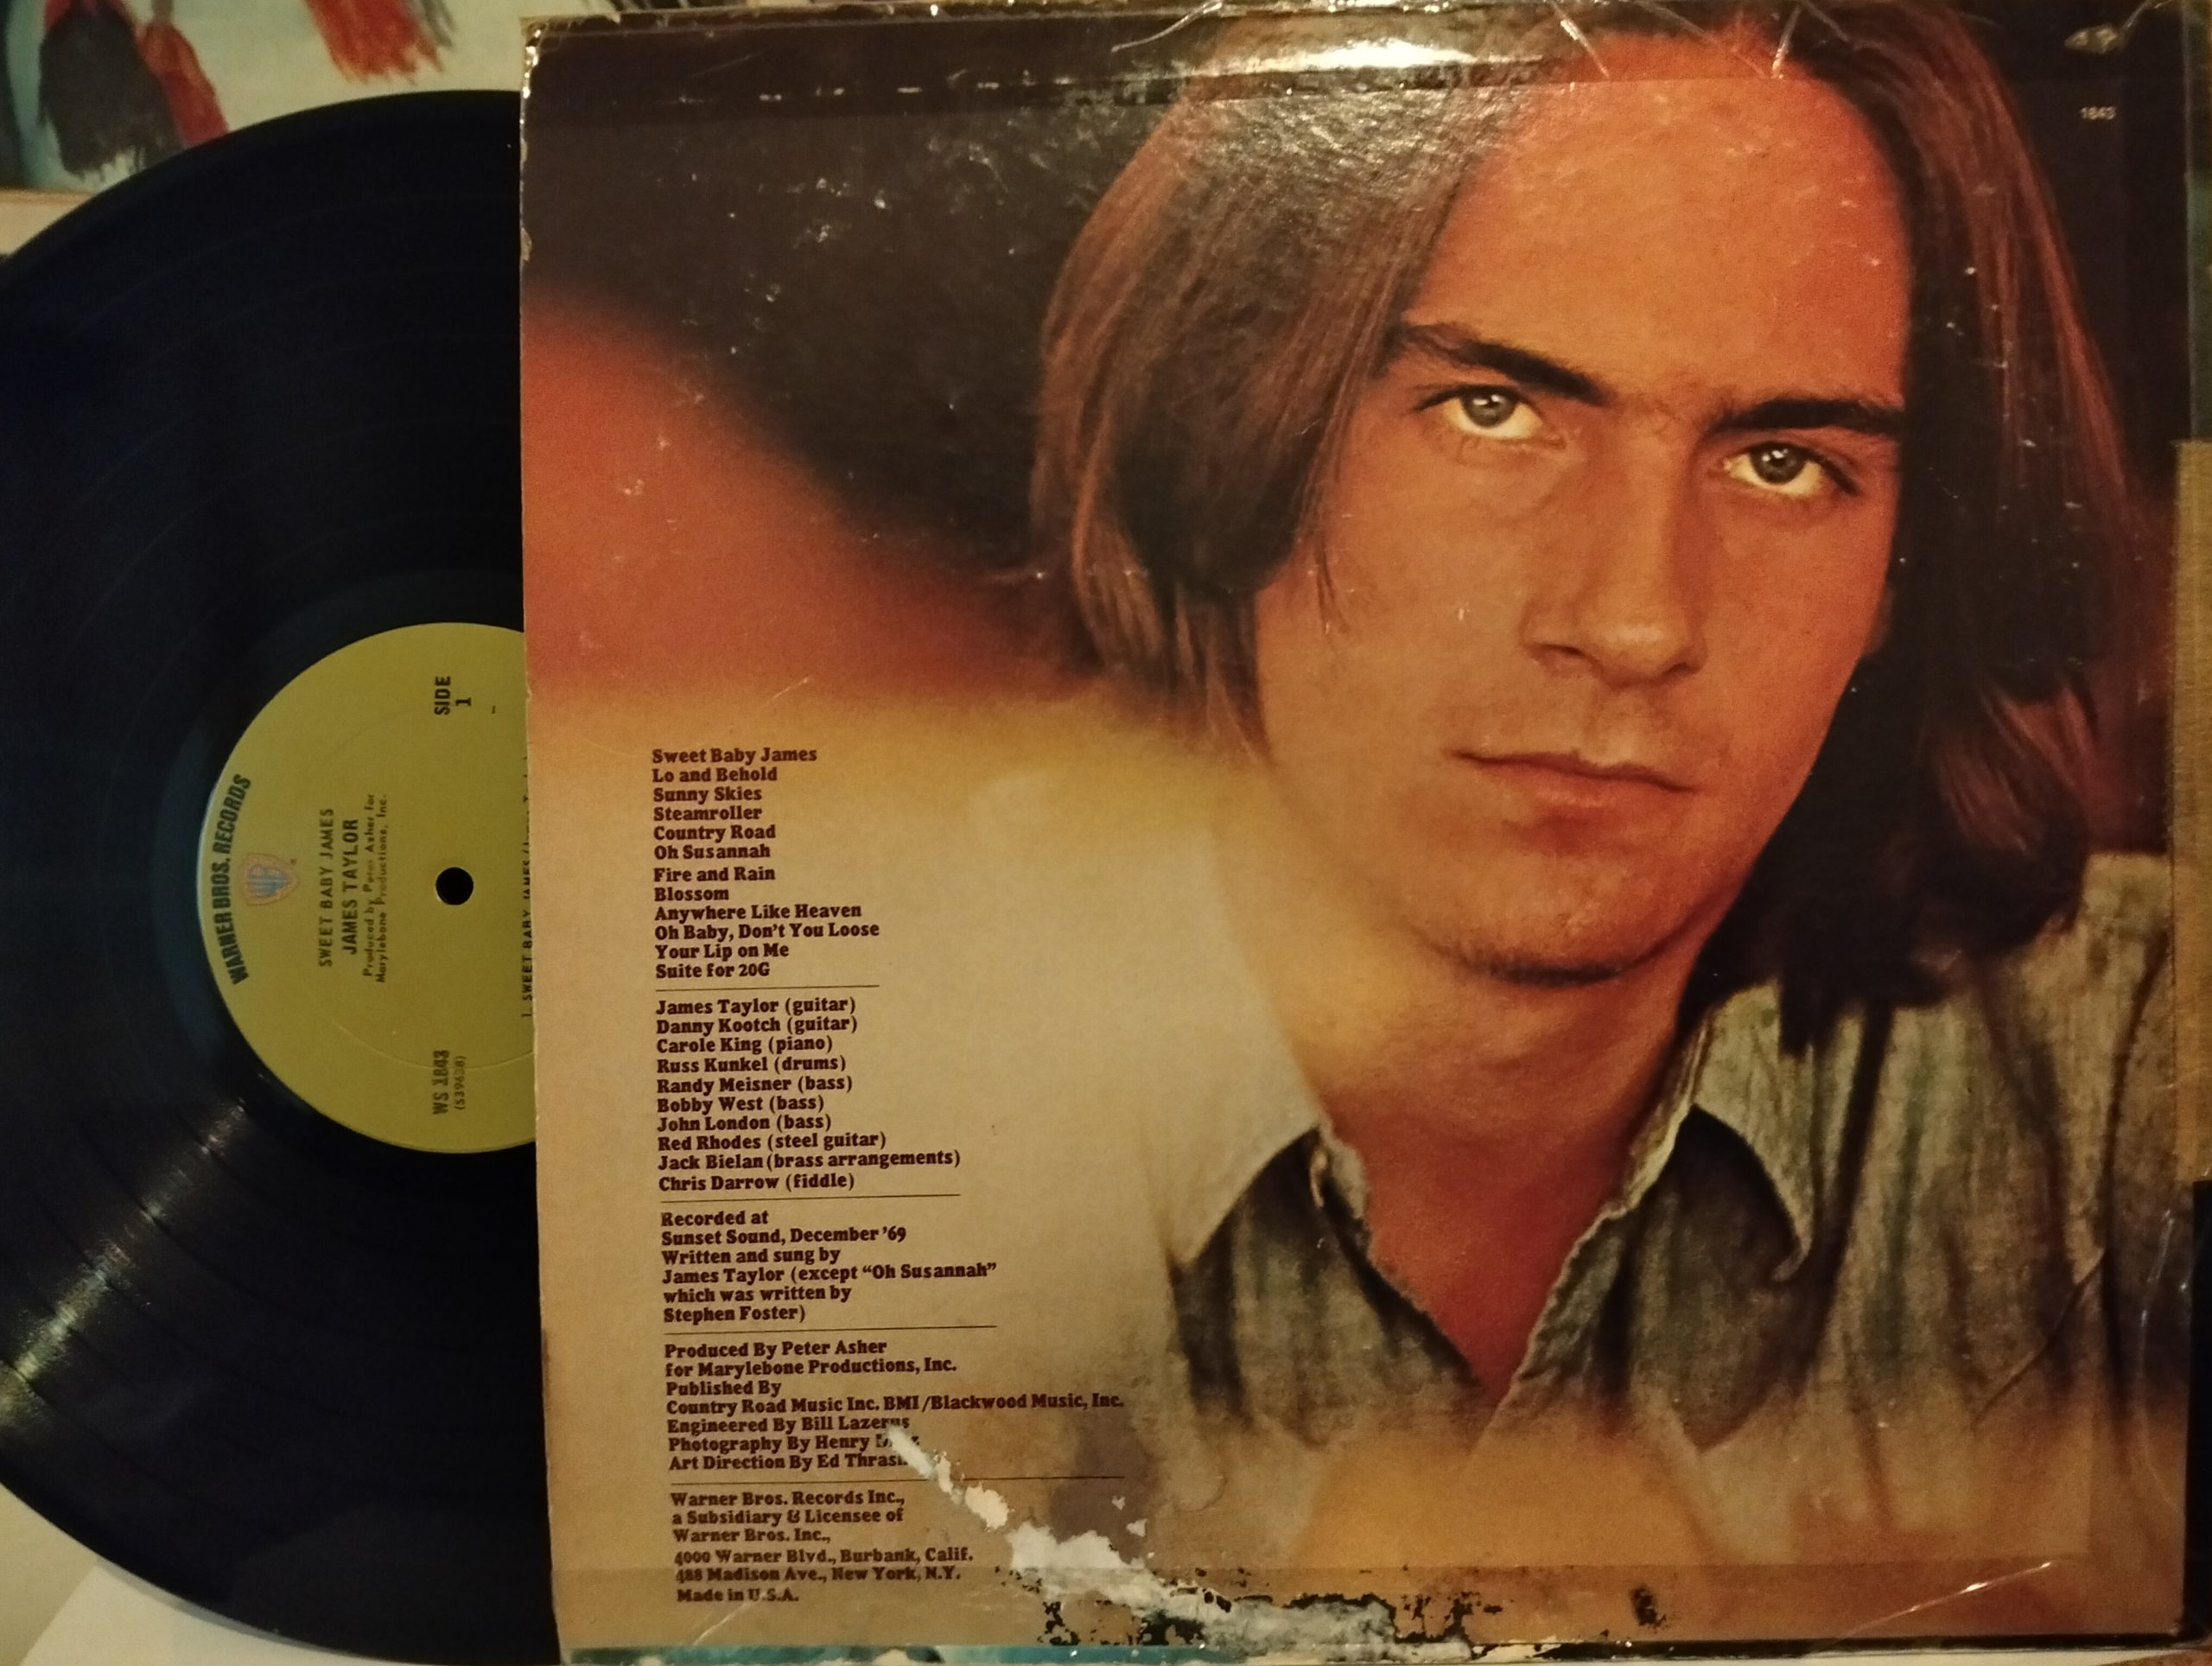 1843
Sweet Baby James
Lo and Behold
Sunny Skies
Steamroller
Country Road
Oh Susannah
Fire and Rain
Blossom
Anywhere Like Heaven
Oh Baby, Don't You Loose
Your Lip on Me
Suite for 20G
James Taylor (guitar)
Danny Kootch (guitar)
Carole King (piano)
Russ Kunkel (drums)
Randy Meisner (bass)
Bobby West (bass)
John London (bass)
Red Rhodes (steel guitar)
Jack Bielan (brass arrangements)
Chris Darrow (fiddle)
Recorded at
Sunset Sound, December '69
Written and sung by
James Taylor (except "Oh Susannah"
which was written by
Stephen Foster)
Produced By Peter Asher
for Marylebone Productions, Inc.
Published By
Country Road Music Inc. BMI/Blackwood Music, Inc.
Engineered By Bill Lazerus
Photography By Henry
Art Direction By Ed
Warner Bros. Records Inc.,
a Subsidiary & Licensee of
Warner Bros. Inc.,
4000 Warner Blvd., Burbank, Calif.
488 Madison Ave., New York, N.Y.
Made in U.S.A.
WARNER BROS. RECORDS
SWEET BABY JAMES
JAMES TAYLOR
Produced by Peter Asher for
Marylebone Productions, Inc.
WS 1843
SIDE
1
1. SWEET BABY JAMES